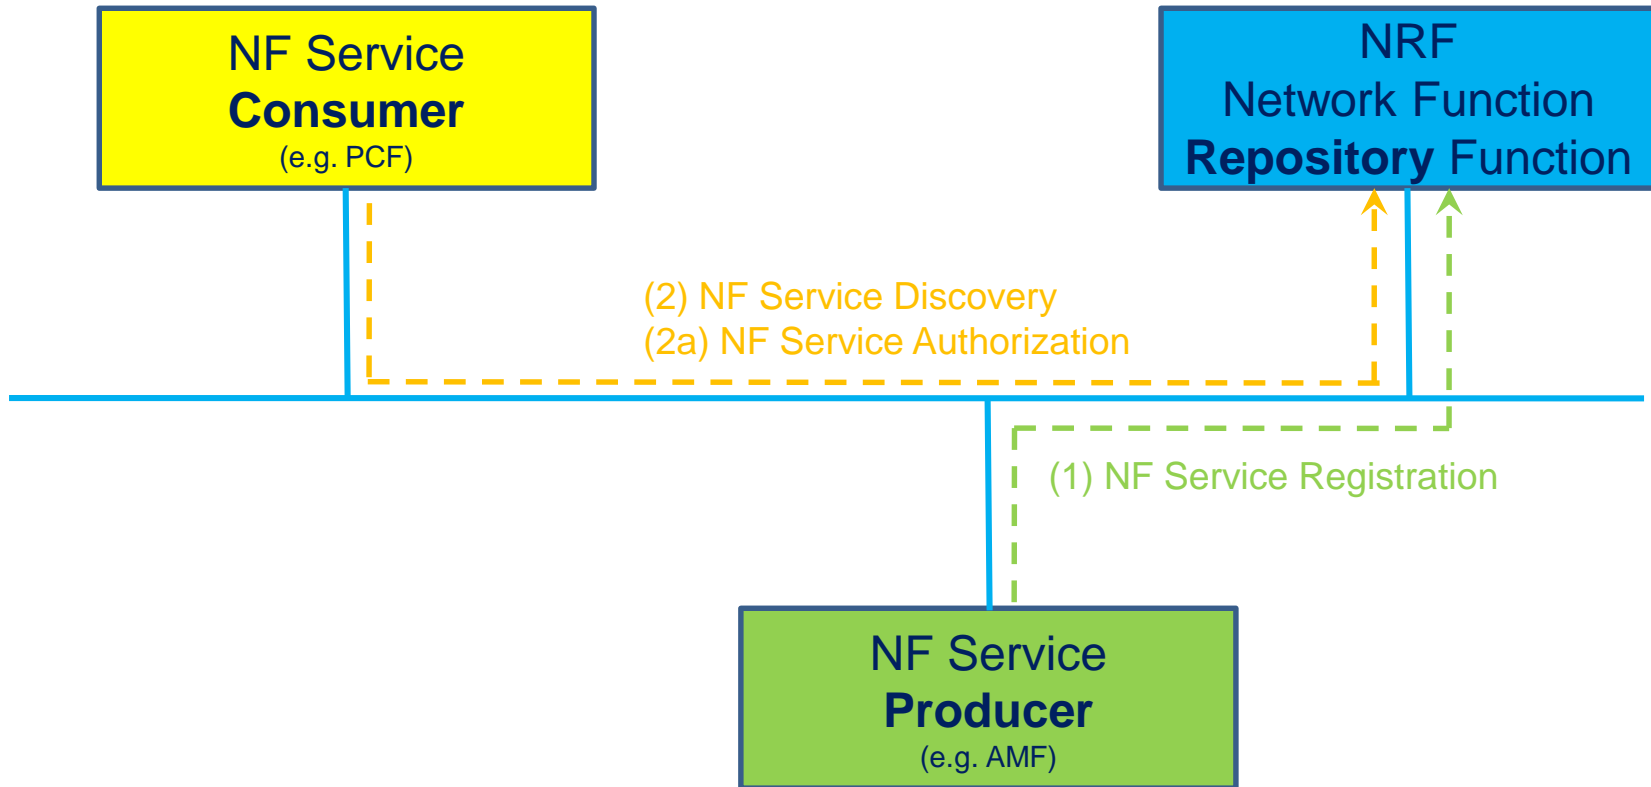 NF Service
Consumer
(e.g. PCF)
NRF
Network Function
Repository Function
(2) NF Service Discovery
(2a) NF Service Authorization
(1) NF Service Registration
NF Service
Producer
(e.g. AMF)